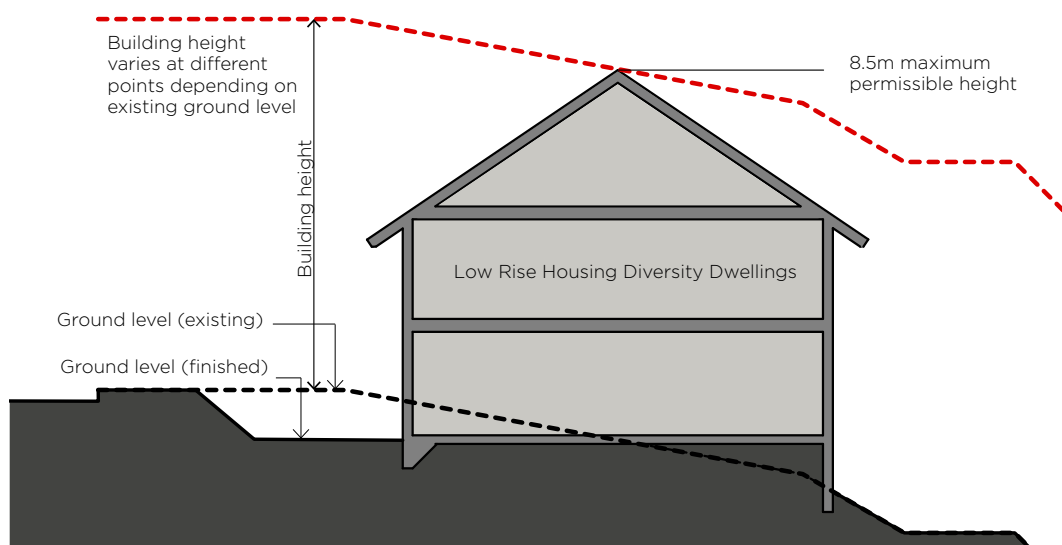 Building height
varies at different
points depending on
existing ground level
8.5m maximum
permissible height
Building height
Low Rise Housing Diversity Dwellings
Ground level (existing)
Ground level (finished)